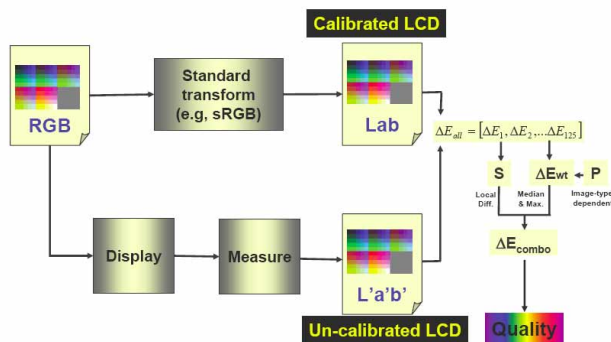 Calibrated LCD
RGB
Standard
transform
(e.g, sRGB)
Lab
ΔE_all = [ΔE_1, ΔE_2, ...ΔE_125]
S
ΔE_wt
P
Local
Diff.
Median
& Max.
Image-type
dependent
Display
Measure
L'a'b'
ΔE_combo
Un-calibrated LCD
Quality